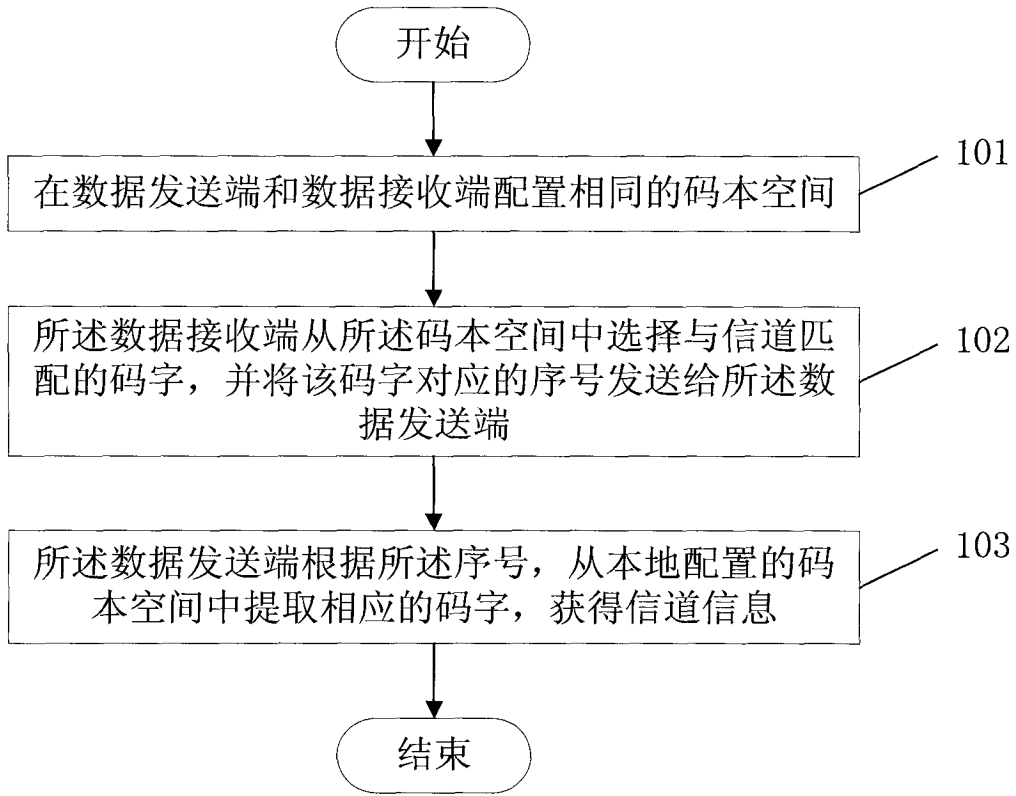 开始
101
在数据发送端和数据接收端配置相同的码本空间
102
所述数据接收端从所述码本空间中选择与信道匹
配的码字，并将该码字对应的序号发送给所述数
据发送端
103
所述数据发送端根据所述序号，从本地配置的码
本空间中提取相应的码字，获得信道信息
结束